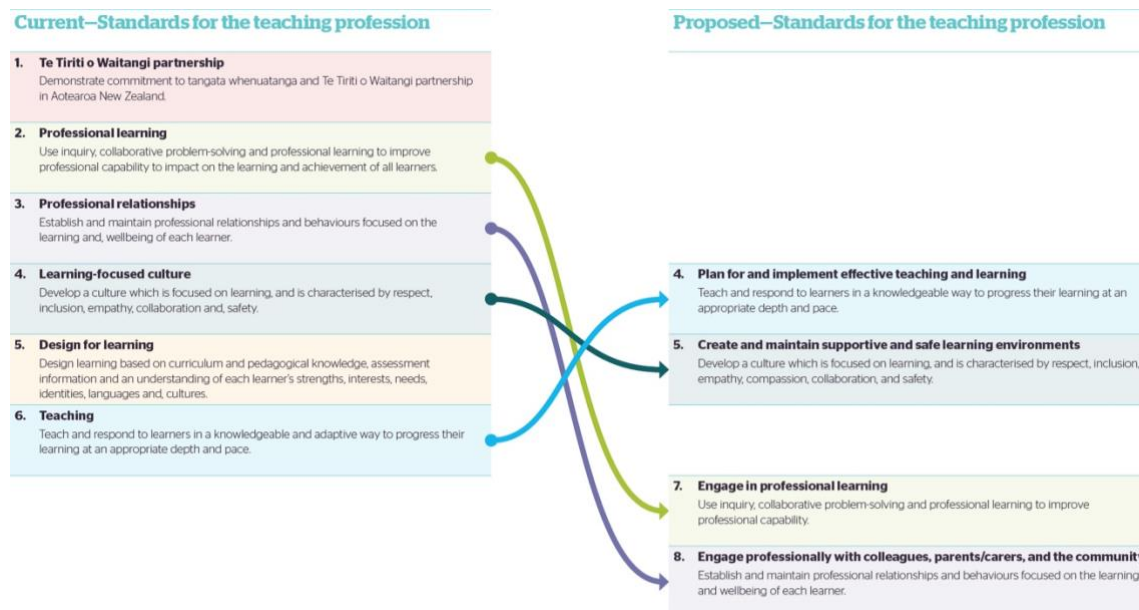 Current—Standards for the teaching profession
1. Te Tiriti o Waitangi partnership
Demonstrate commitment to tangata whenuatanga and Te Tiriti o Waitangi partnership
in Aotearoa New Zealand.
2. Professional learning
Use inquiry, collaborative problem-solving and professional learning to improve
professional capability to impact on the learning and achievement of all learners.
3. Professional relationships
Establish and maintain professional relationships and behaviours focused on the
learning and, wellbeing of each learner.
4. Learning-focused culture
Develop a culture which is focused on learning, and is characterised by respect,
inclusion, empathy, collaboration and, safety.
5. Design for learning
Design learning based on curriculum and pedagogical knowledge, assessment
information and an understanding of each learner's strengths, interests, needs,
identities, languages and, cultures.
6. Teaching
Teach and respond to learners in a knowledgeable and adaptive way to progress their
learning at an appropriate depth and pace.
Proposed—Standards for the teaching profession
4. Plan for and implement effective teaching and learning
Teach and respond to learners in a knowledgeable way to progress their learning at an
appropriate depth and pace.
5. Create and maintain supportive and safe learning environments
Develop a culture which is focused on learning, and is characterised by respect, inclusion,
empathy, compassion, collaboration, and safety.
7. Engage in professional learning
Use inquiry, collaborative problem-solving and professional learning to improve
professional capability.
8. Engage professionally with colleagues, parents/carers, and the community
Establish and maintain professional relationships and behaviours focused on the learning
and wellbeing of each learner.